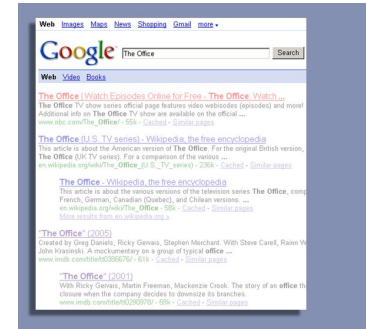 Web Images Maps News Shopping Gmail more ▾
Google The Office Search
Web Video Books
The Office | Watch Episodes Online for Free - The Office: Watch ...
The Office TV show series official page features video webisodes (episodes) and more!
Additional info on The Office TV show are available on the official ...
www.nbc.com/The_Office/ - 55k - Cached - Similar pages
The Office (U.S. TV series) - Wikipedia, the free encyclopedia
This article is about the American version of The Office. For the original British version,
The Office (UK TV series). For a comparison of the various ...
en.wikipedia.org/wiki/The_Office_(U.S._TV_series) - 236k - Cached - Similar pages
The Office - Wikipedia, the free encyclopedia
This article is about the various versions of the television series The Office, comp
French, German, Canadian (Quebec), and Chilean versions. ...
en.wikipedia.org/wiki/The_Office - 58k - Cached - Similar pages
More results from en.wikipedia.org »
"The Office" (2005)
Created by Greg Daniels, Ricky Gervais, Stephen Merchant. With Steve Carell, Rainn W
John Krasinski. A mockumentary on a group of typical office ...
www.imdb.com/title/tt0386676/ - 61k - Cached - Similar pages
"The Office" (2001)
With Ricky Gervais, Martin Freeman, Mackenzie Crook. The story of an office th
closure when the company decides to downsize its branches.
www.imdb.com/title/tt0290978/ - 59k - Cached - Similar pages